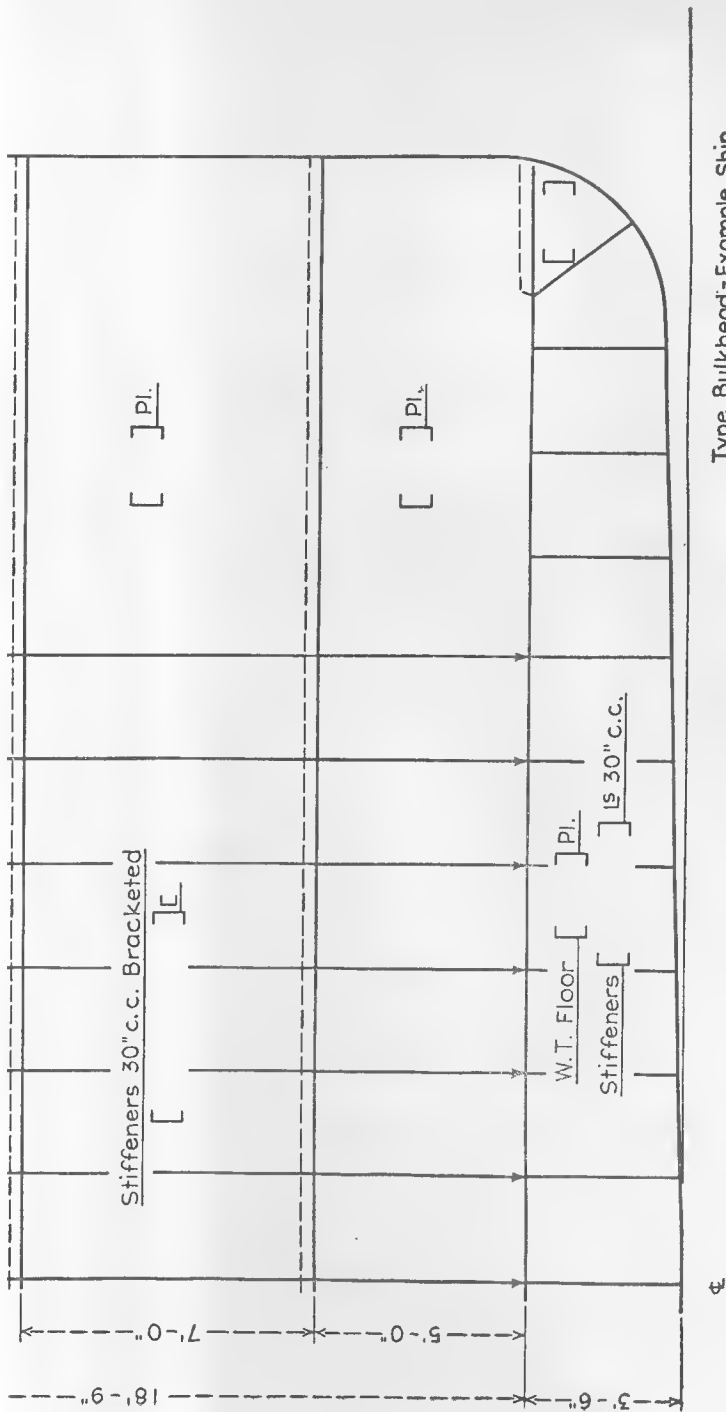 Stiffeners 30" c.c. Bracketed
[ ] [
[ ] Pl.
[ ] Pl.
W.T. Floor [ ] Pl.
Stiffeners [ ] Ls 30" c.c.
[ ]
7'-0"
5'-0"
18'-9"
3'-6"
℄
Type Bulkhead-Example Ship